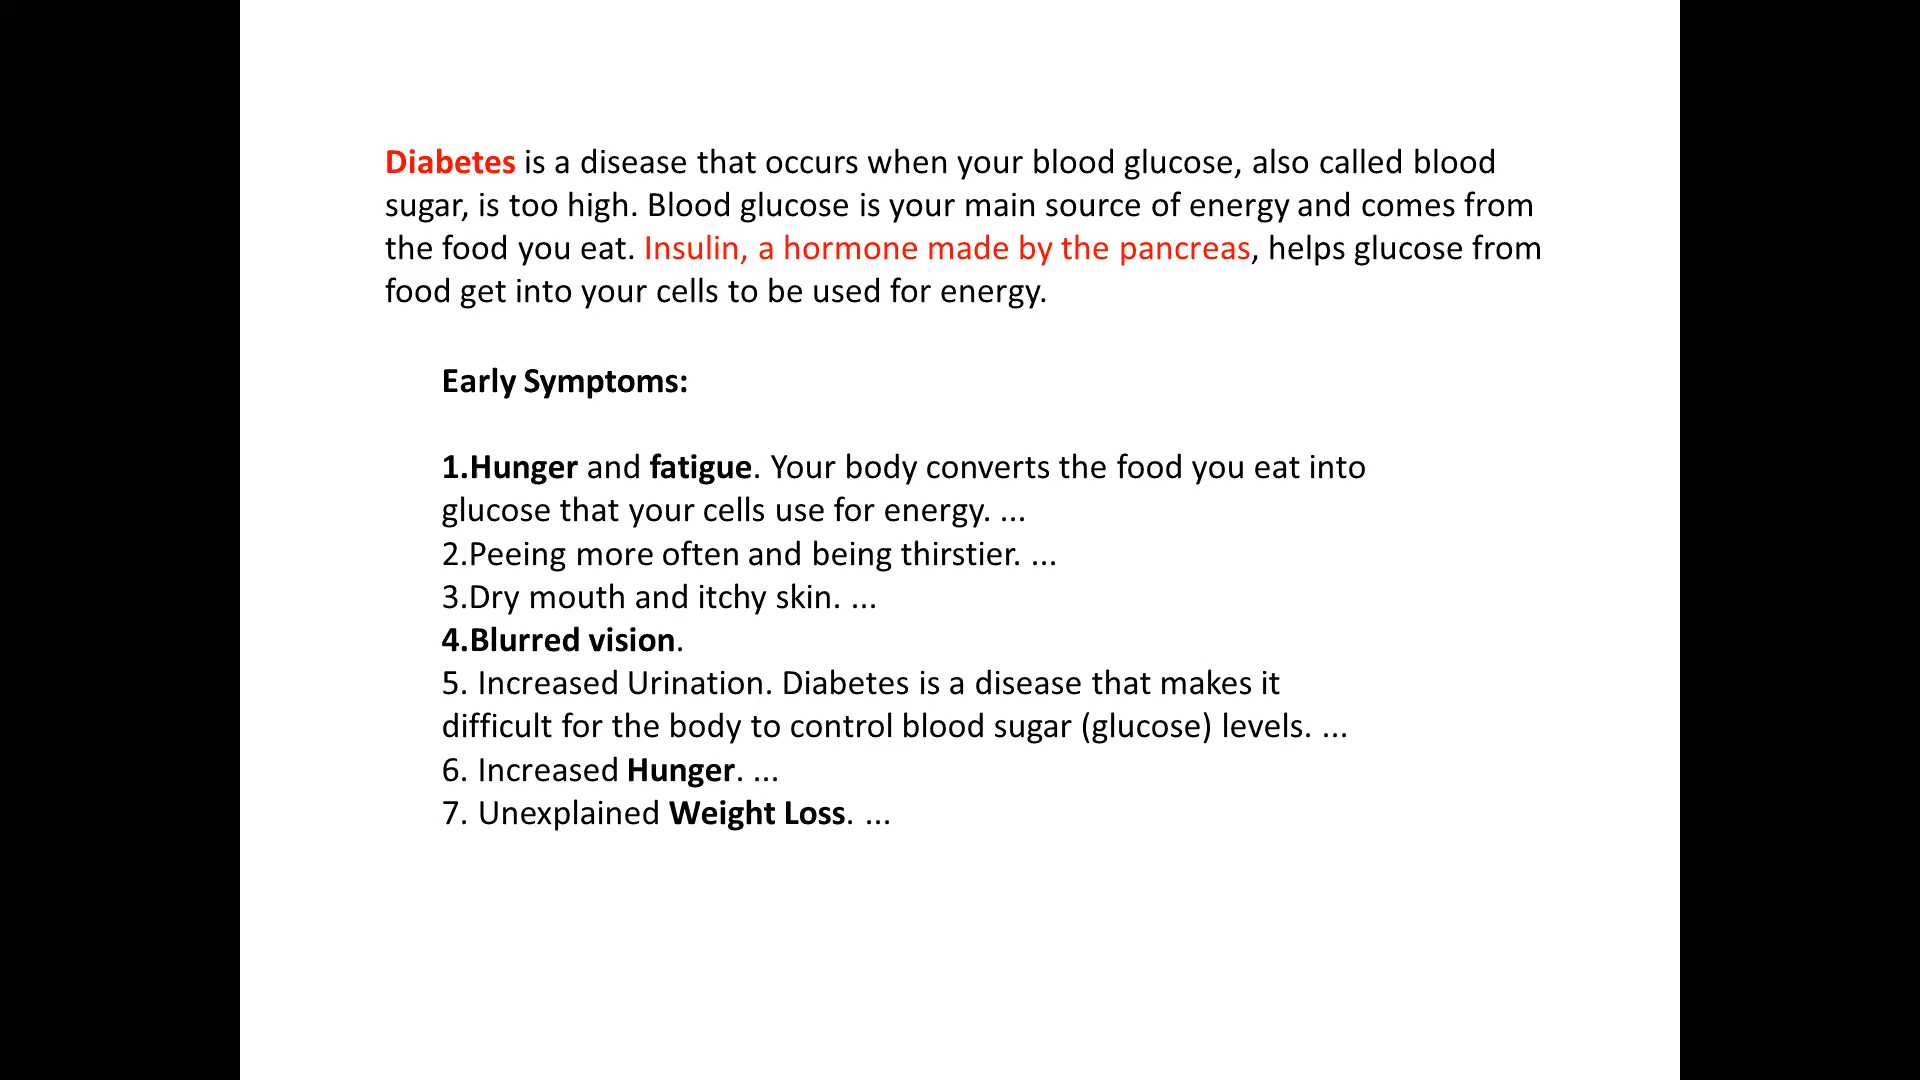 Diabetes is a disease that occurs when your blood glucose, also called blood
sugar, is too high. Blood glucose is your main source of energy and comes from
the food you eat. Insulin, a hormone made by the pancreas, helps glucose from
food get into your cells to be used for energy.
Early Symptoms:
1.Hunger and fatigue. Your body converts the food you eat into
glucose that your cells use for energy. ...
2.Peeing more often and being thirstier. ...
3.Dry mouth and itchy skin. ...
4.Blurred vision.
5. Increased Urination. Diabetes is a disease that makes it
difficult for the body to control blood sugar (glucose) levels. ...
6. Increased Hunger. ...
7. Unexplained Weight Loss. ...